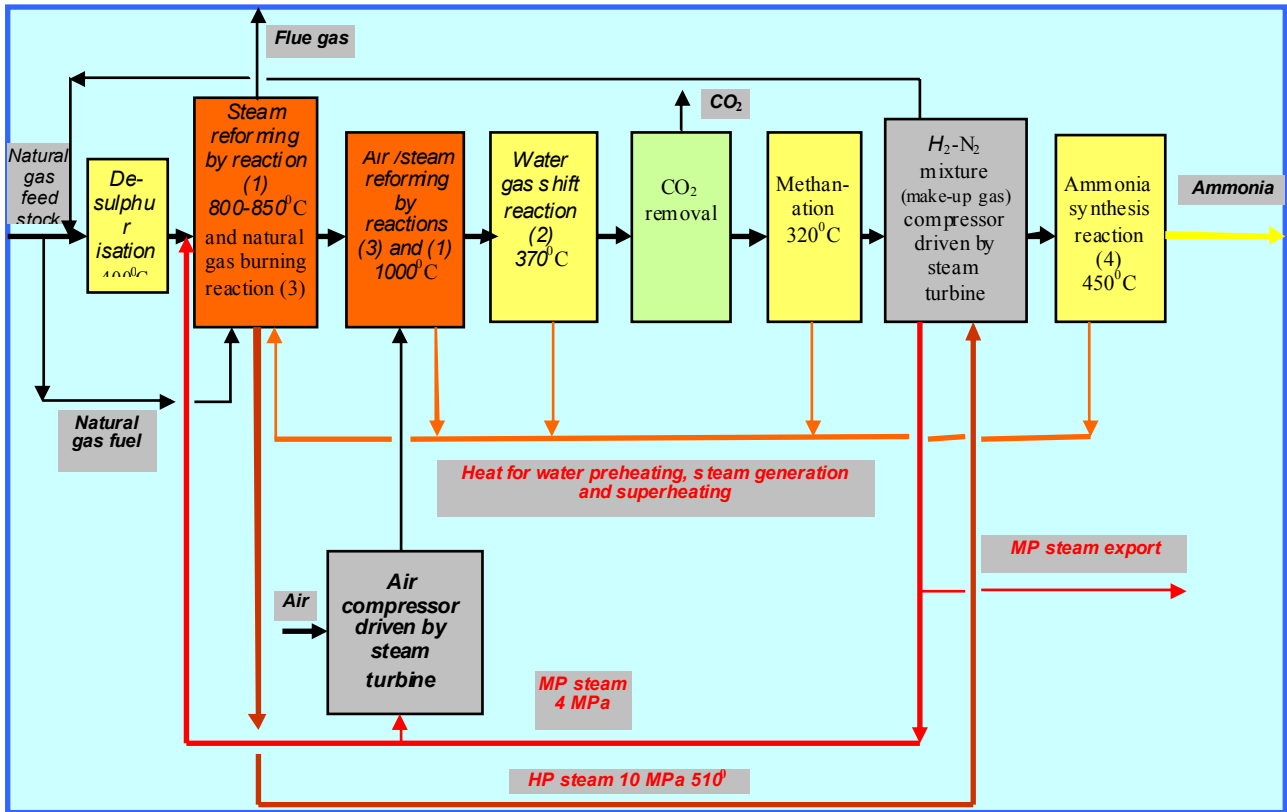 Flue gas
CO₂
Natural
gas
feed
stock
De-
sulphur
isation
400⁰C
Steam
reforming
by reaction
(1)
800-850⁰C
and natural
gas burning
reaction (3)
Air /steam
reforming
by
reactions
(3) and (1)
1000⁰C
Water
gas shift
reaction
(2)
370⁰C
CO₂
removal
Methan-
ation
320⁰C
H₂-N₂
mixture
(make-up gas)
compressor
driven by
steam
turbine
Ammonia
synthesis
reaction
(4)
450⁰C
Ammonia
Natural
gas fuel
Heat for water preheating, steam generation
and superheating
MP steam export
Air
Air
compressor
driven by
steam
turbine
MP steam
4 MPa
HP steam 10 MPa 510⁰